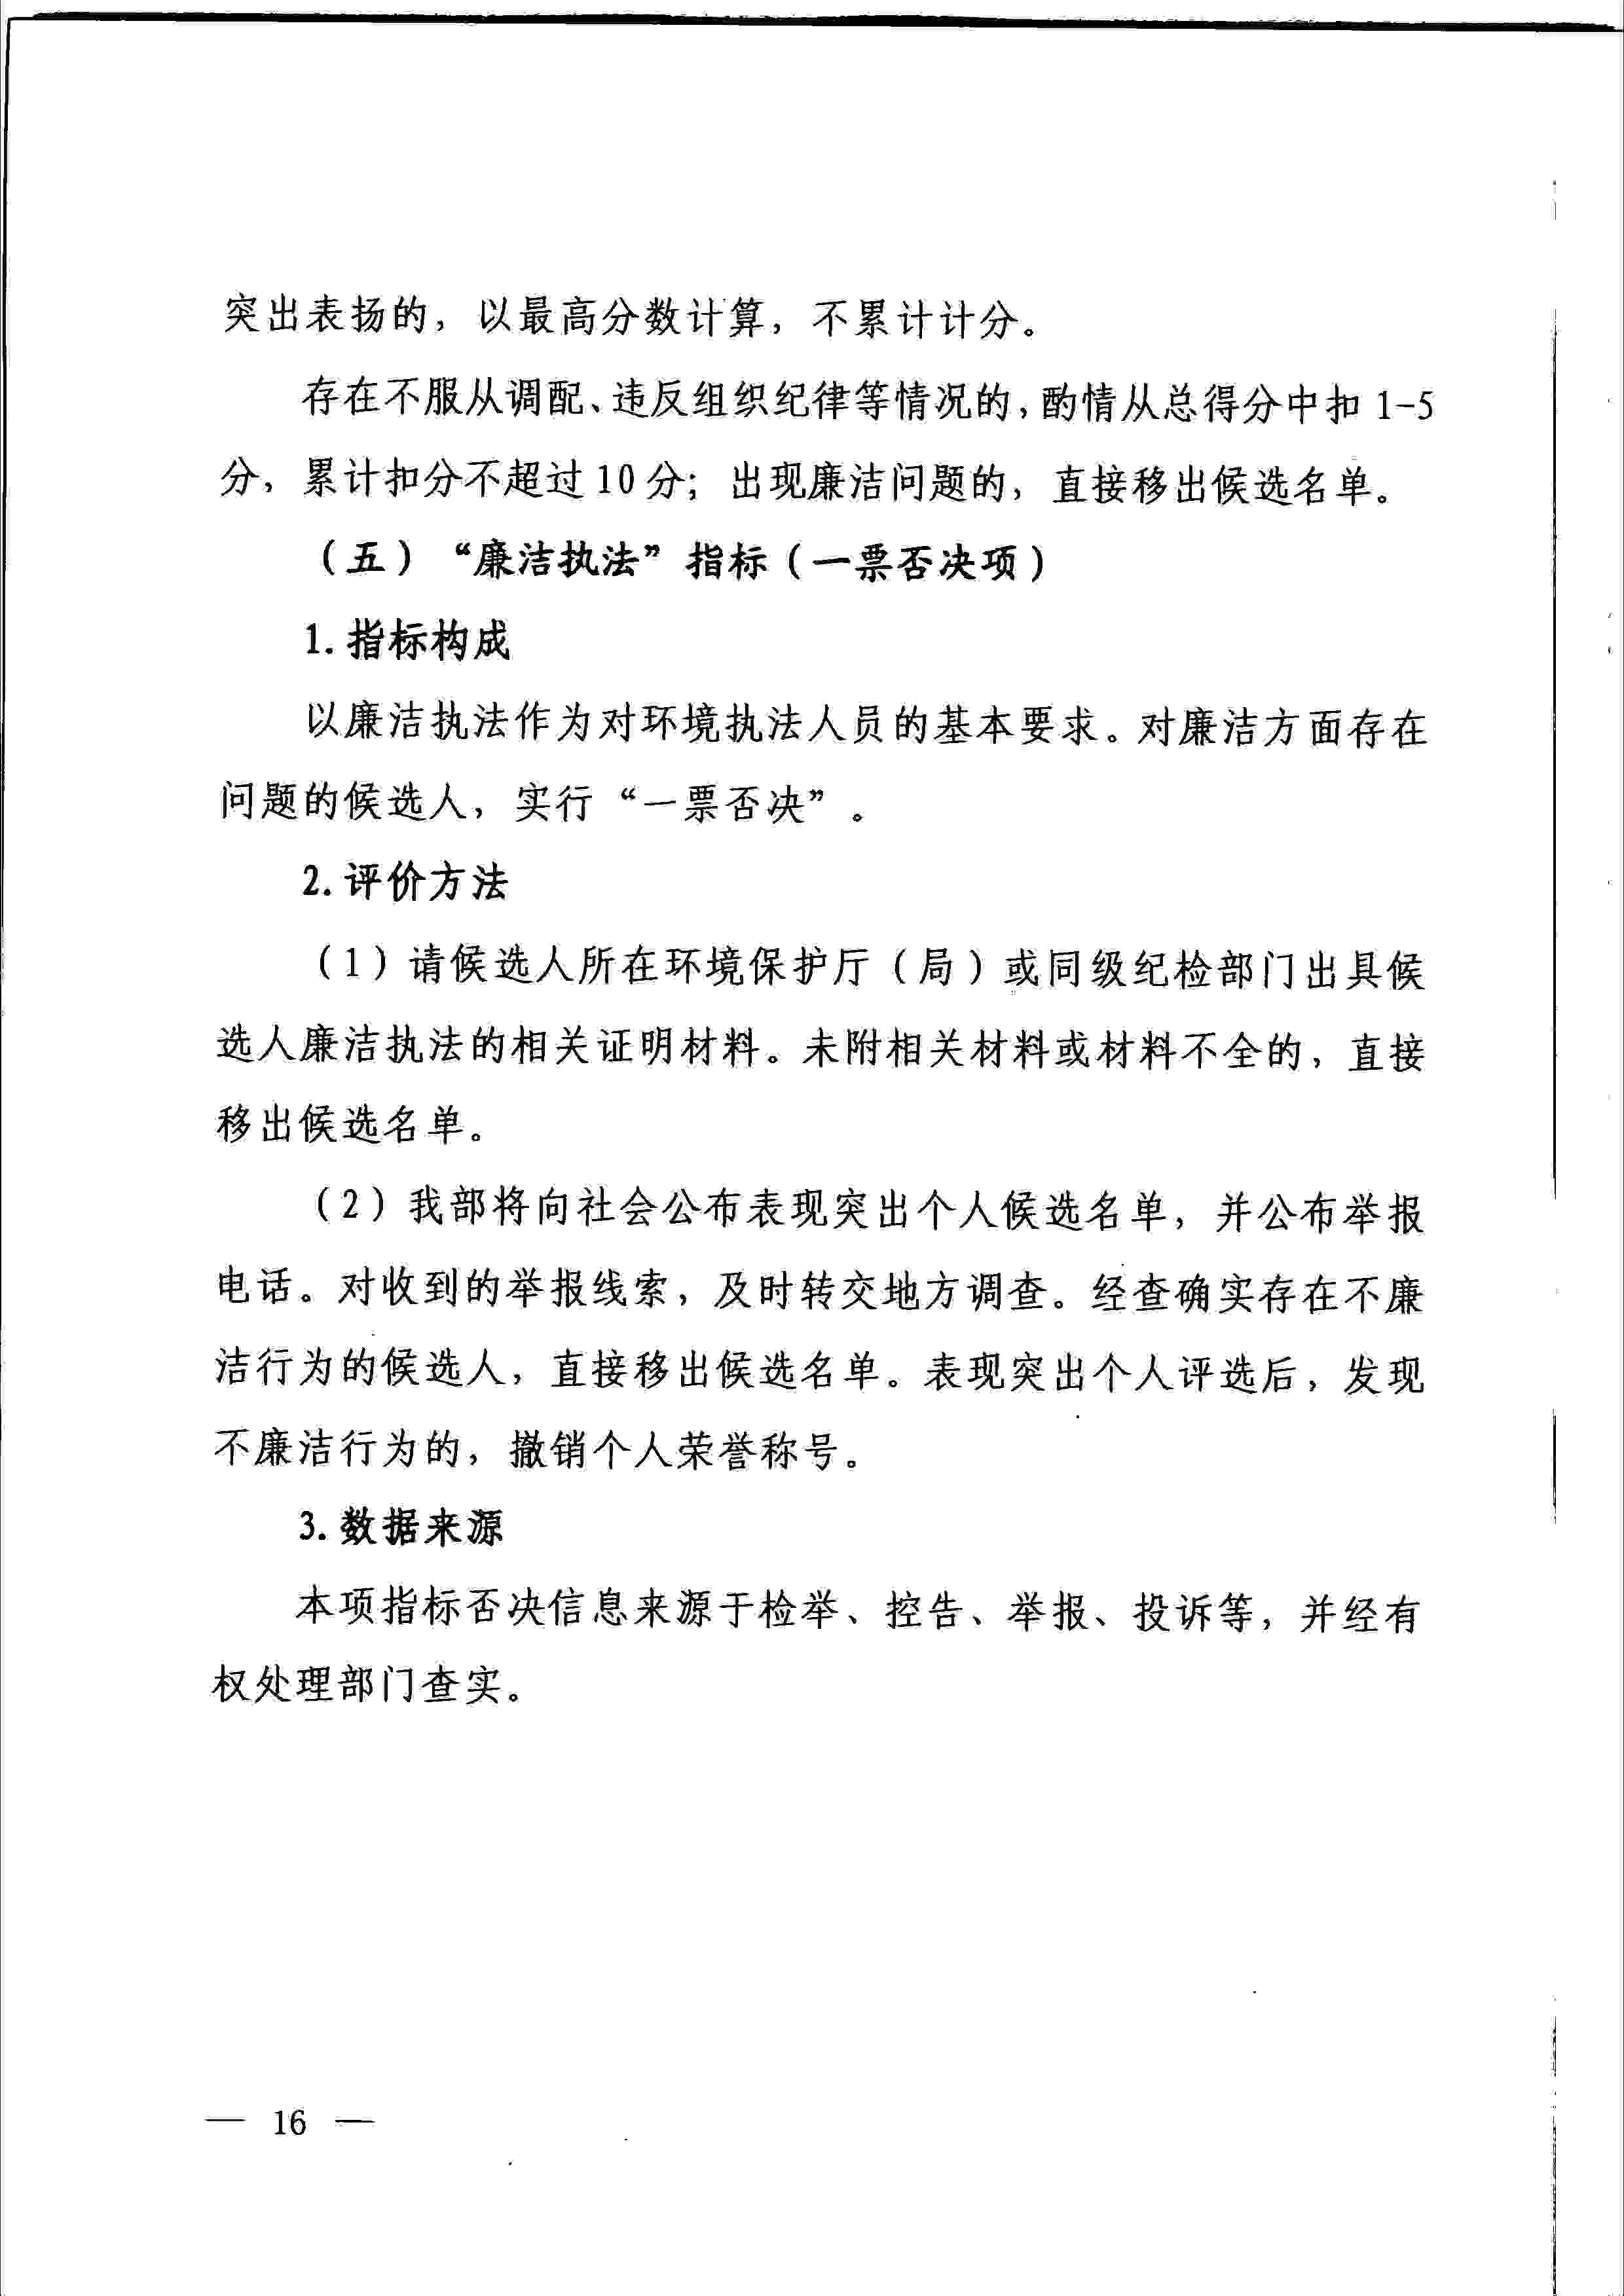 突出表扬的，以最高分数计算，不累计计分。
存在不服从调配、违反组织纪律等情况的，酌情从总得分中扣 1-5
分，累计扣分不超过 10 分；出现廉洁问题的，直接移出候选名单。
（五）“廉洁执法”指标（一票否决项）
1. 指标构成
以廉洁执法作为对环境执法人员的基本要求。对廉洁方面存在
问题的候选人，实行“一票否决”。
2. 评价方法
（1）请候选人所在环境保护厅（局）或同级纪检部门出具候
选人廉洁执法的相关证明材料。未附相关材料或材料不全的，直接
移出候选名单。
（2）我部将向社会公布表现突出个人候选名单，并公布举报
电话。对收到的举报线索，及时转交地方调查。经查确实存在不廉
洁行为的候选人，直接移出候选名单。表现突出个人评选后，发现
不廉洁行为的，撤销个人荣誉称号。
3. 数据来源
本项指标否决信息来源于检举、控告、举报、投诉等，并经有
权处理部门查实。
— 16 —